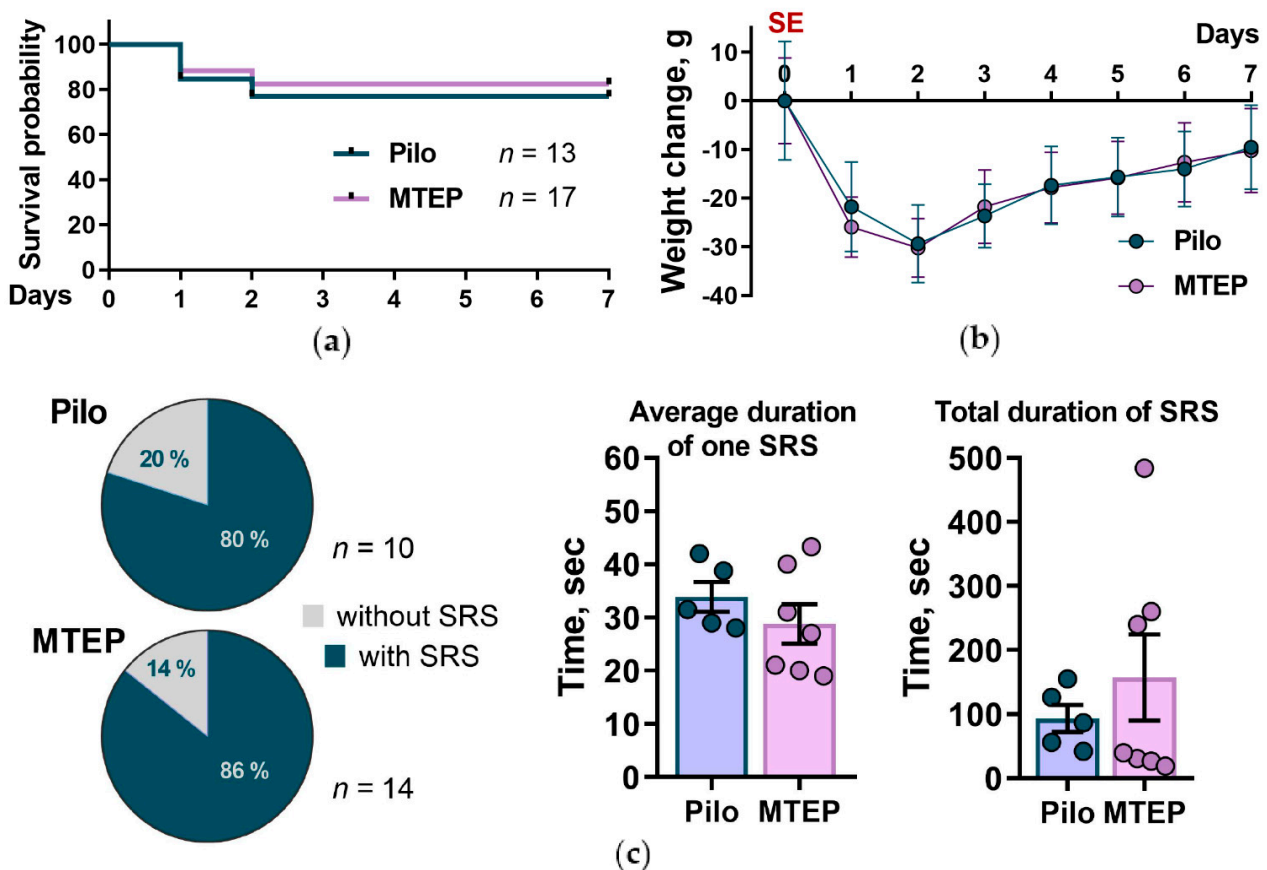 Survival probability
100
80
60
40
20
0
Pilo n = 13
MTEP n = 17
Days
0 1 2 3 4 5 6 7
(a)
SE
Days
Weight change, g
10
0
-10
-20
-30
-40
0 1 2 3 4 5 6 7
Pilo
MTEP
(b)
Pilo
20 %
80 %
n = 10
without SRS
with SRS
MTEP
14 %
86 %
n = 14
Average duration
of one SRS
Time, sec
60
50
40
30
20
10
0
Pilo MTEP
Total duration of SRS
Time, sec
500
400
300
200
100
0
Pilo MTEP
(c)